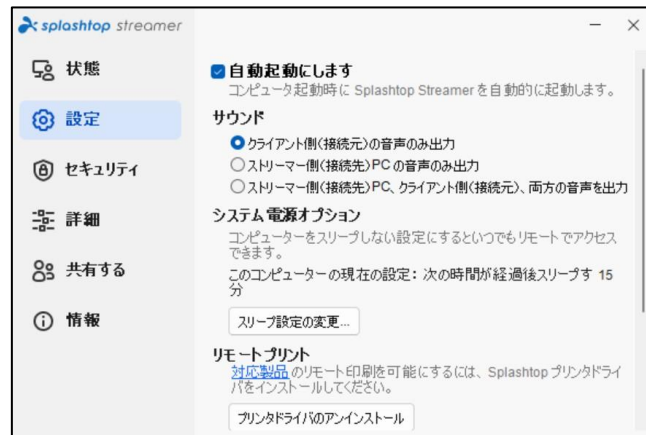 splashtop streamer
状態
設定
セキュリティ
詳細
共有する
情報
自動起動にします
コンピュータ起動時に Splashtop Streamer を自動的に起動します。
サウンド
クライアント側(接続元)の音声のみ出力
ストリーマー側(接続先)PC の音声のみ出力
ストリーマー側(接続先)PC、クライアント側(接続元)、両方の音声を出力
システム電源オプション
コンピューターをスリープしない設定にするといつでもリモートでアクセス
できます。
このコンピューターの現在の設定: 次の時間が経過後スリープす 15
分
スリープ設定の変更...
リモートプリント
対応製品 のリモート印刷を可能にするには、Splashtop プリンタドライ
バをインストールしてください。
プリンタドライバのアンインストール